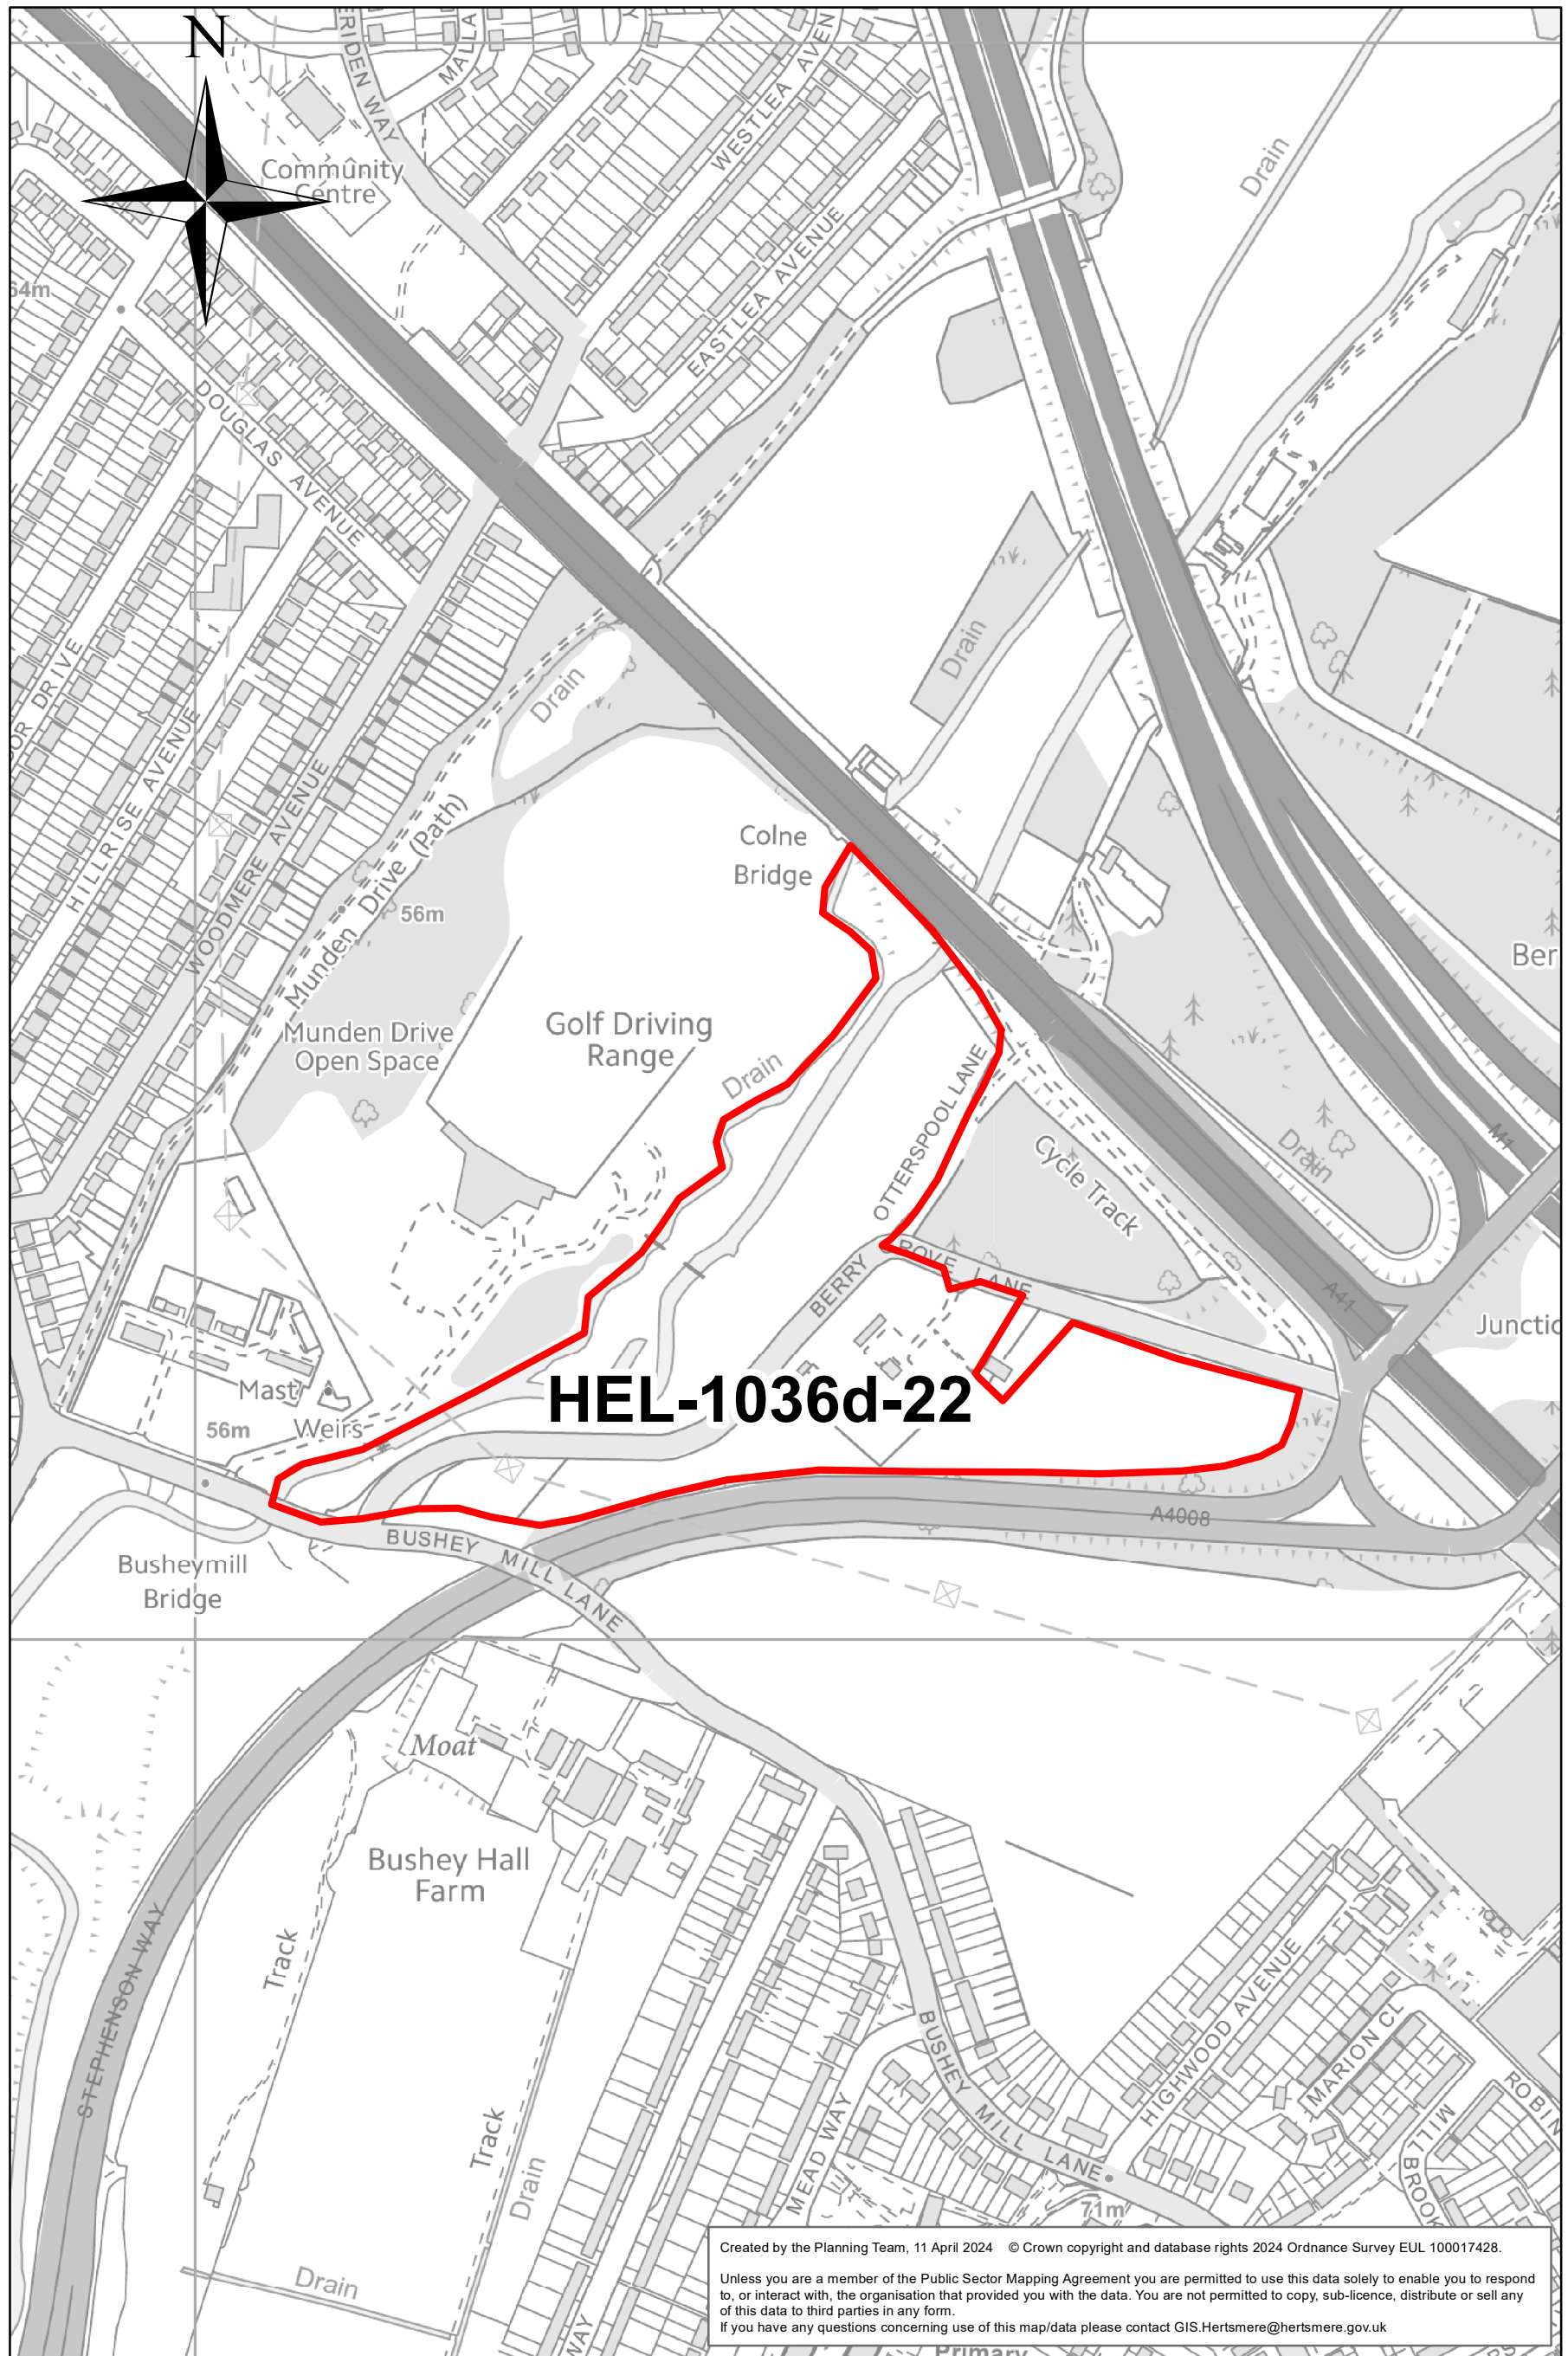 N
RIDEN WAY
MALLA
WESTLEA AVEN
Community
Centre
EASTLEA AVENUE
Drain
64m
DOUGLAS AVENUE
OR DRIVE
HILLRISE AVENUE
WOODMERE AVENUE
Drain
Drain
Munden Drive (Path)
56m
Colne
Bridge
Ber
Munden Drive
Open Space
Golf Driving
Range
Drain
OTTERSPOOL LANE
Cycle Track
Drain
M1
BERRY GROVE LANE
A41
Junctio
Mast
Weirs
56m
HEL-1036d-22
A4008
BUSHEY MILL LANE
Busheymill
Bridge
Moat
Bushey Hall
Farm
Track
STEPHENSON WAY
Track
Drain
Drain
BUSHEY MILL LANE
MEAD WAY
HIGHWOOD AVENUE
MARION CL
ROBIN
MILL BROOK
71m
WAY
Created by the Planning Team, 11 April 2024 © Crown copyright and database rights 2024 Ordnance Survey EUL 100017428.
Unless you are a member of the Public Sector Mapping Agreement you are permitted to use this data solely to enable you to respond
to, or interact with, the organisation that provided you with the data. You are not permitted to copy, sub-licence, distribute or sell any
of this data to third parties in any form.
If you have any questions concerning use of this map/data please contact GIS.Hertsmere@hertsmere.gov.uk
Primary